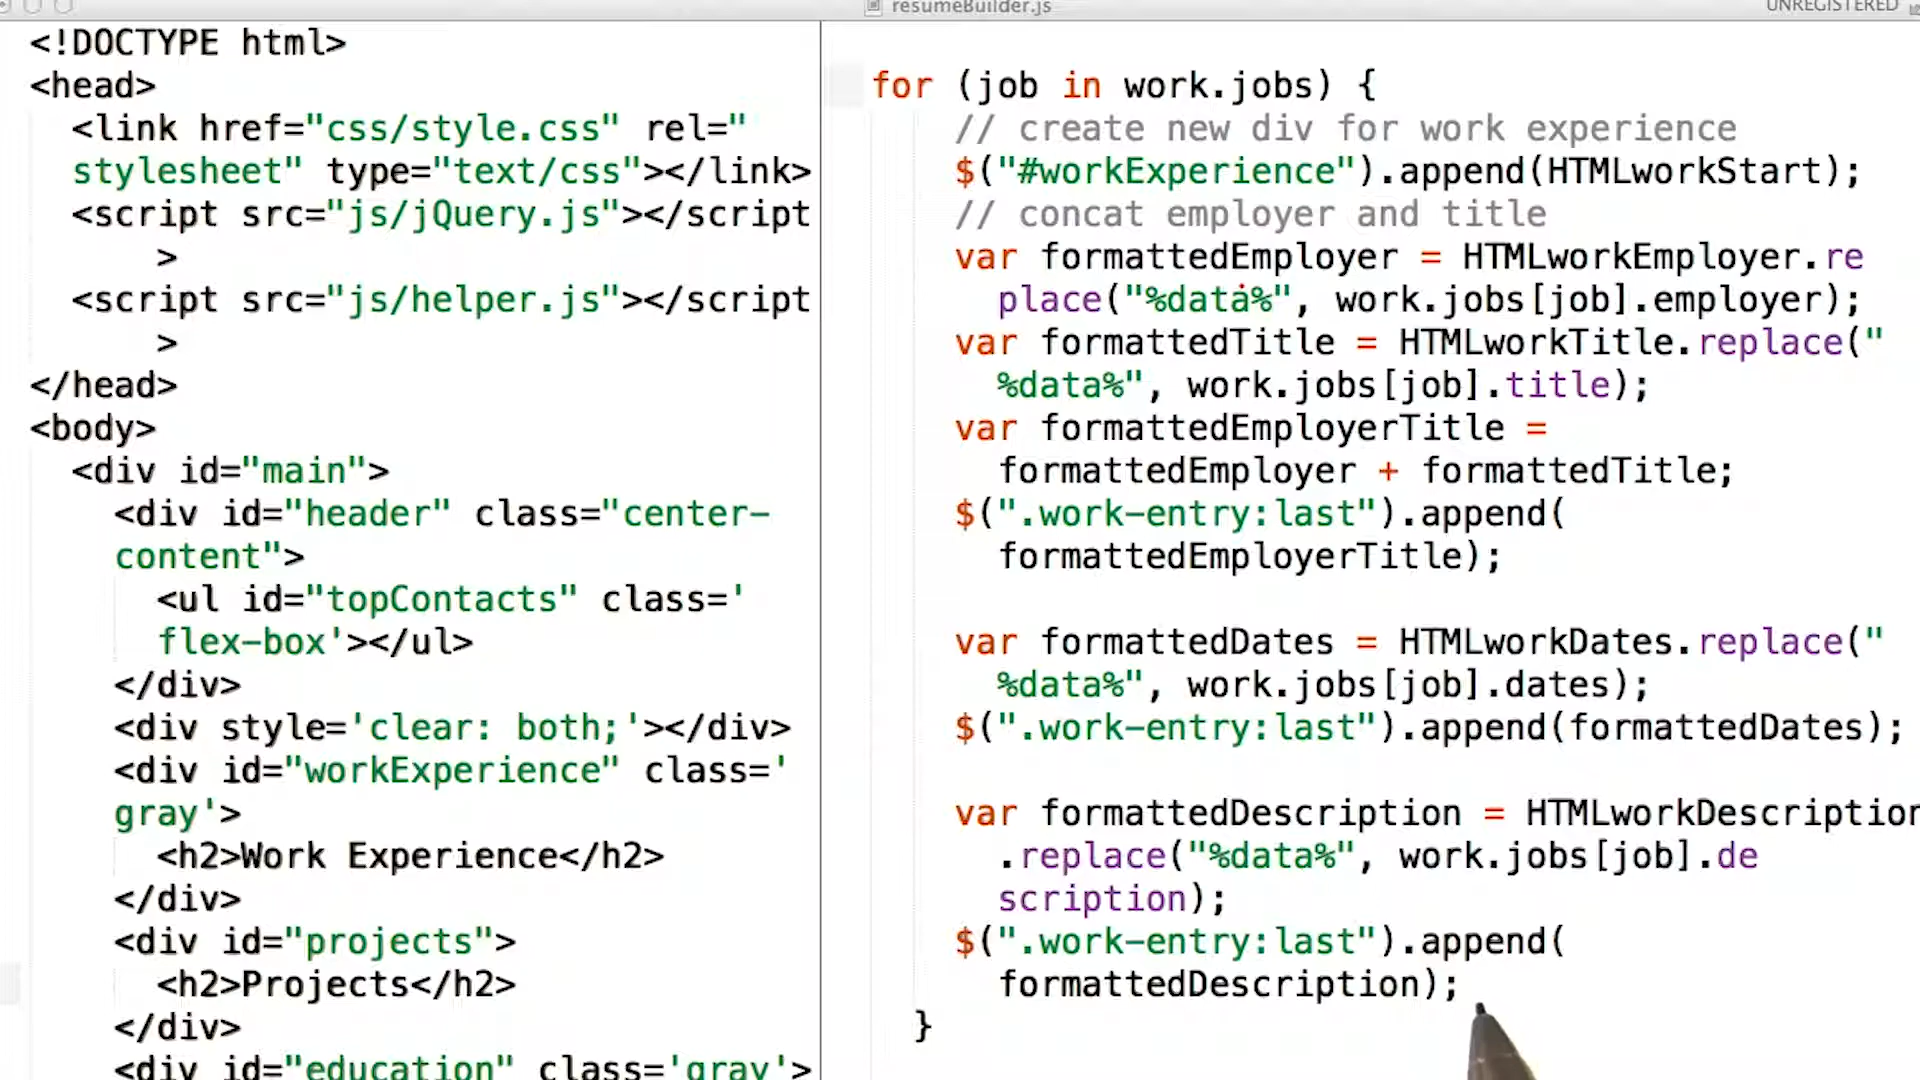 resumeBuilder.js
UNREGISTERED
<!DOCTYPE html>
<head>
<link href="css/style.css" rel="
stylesheet" type="text/css"></link>
<script src="js/jQuery.js"></script
>
<script src="js/helper.js"></script
>
</head>
<body>
<div id="main">
<div id="header" class="center-
content">
<ul id="topContacts" class='
flex-box'></ul>
</div>
<div style='clear: both;'></div>
<div id="workExperience" class='
gray'>
<h2>Work Experience</h2>
</div>
<div id="projects">
<h2>Projects</h2>
</div>
<div id="education" class='gray'>
for (job in work.jobs) {
// create new div for work experience
$("#workExperience").append(HTMLworkStart);
// concat employer and title
var formattedEmployer = HTMLworkEmployer.re
place("%data%", work.jobs[job].employer);
var formattedTitle = HTMLworkTitle.replace("
%data%", work.jobs[job].title);
var formattedEmployerTitle =
formattedEmployer + formattedTitle;
$(".work-entry:last").append(
formattedEmployerTitle);
var formattedDates = HTMLworkDates.replace("
%data%", work.jobs[job].dates);
$(".work-entry:last").append(formattedDates);
var formattedDescription = HTMLworkDescription
.replace("%data%", work.jobs[job].de
scription);
$(".work-entry:last").append(
formattedDescription);
}